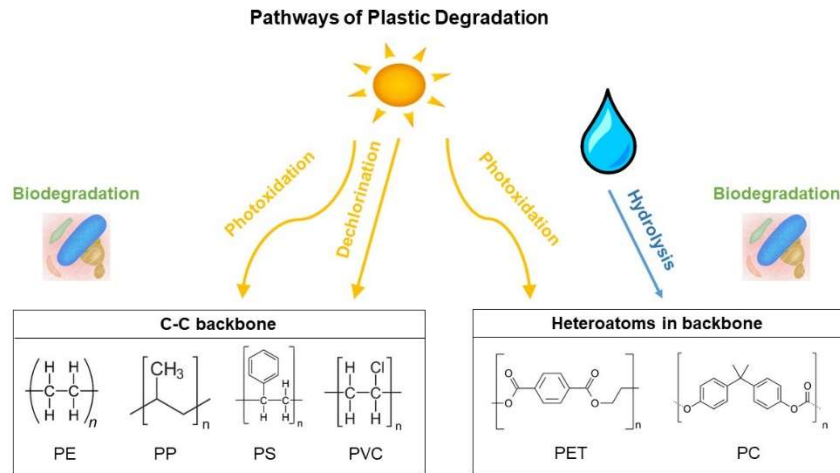 Pathways of Plastic Degradation
Biodegradation
Photoxidation
Dechlorination
Photoxidation
Hydrolysis
Biodegradation
C-C backbone
H H
C C
H H
n
PE
CH3
n
PP
H
C C
H H
n
PS
H Cl
C C
H H
n
PVC
Heteroatoms in backbone
O
O
O
O
n
PET
O
O
O
n
PC